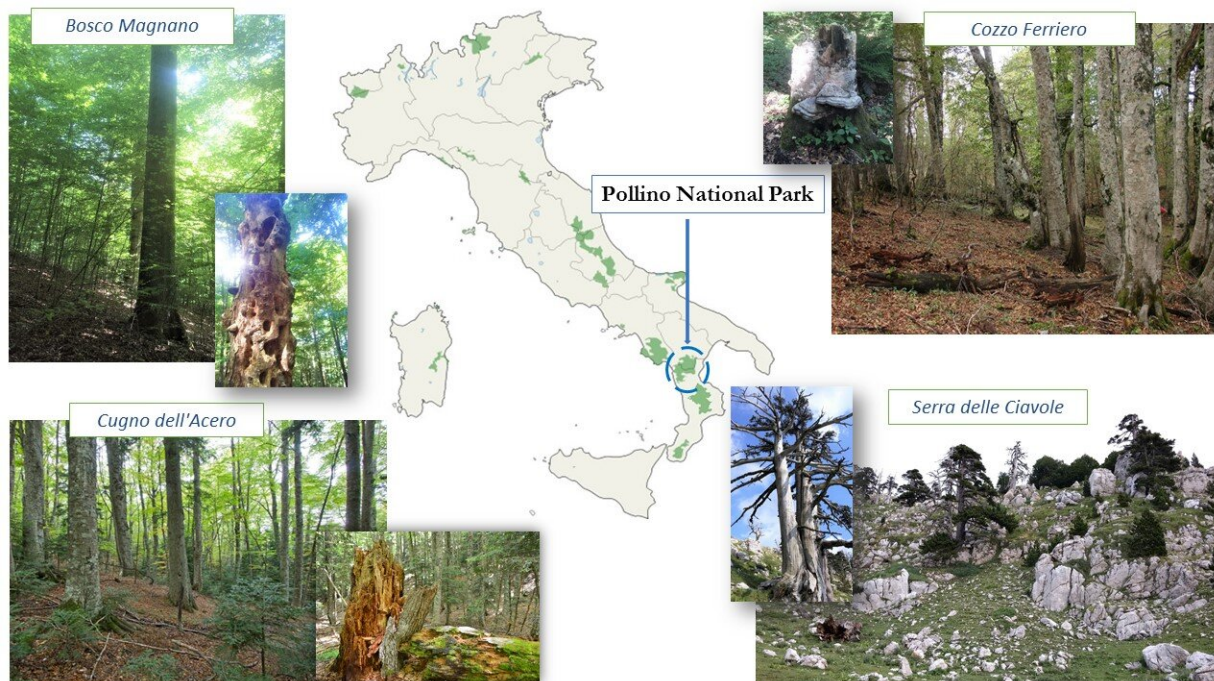 Bosco Magnano
Cozzo Ferriero
Pollino National Park
Cugno dell'Acero
Serra delle Ciavole